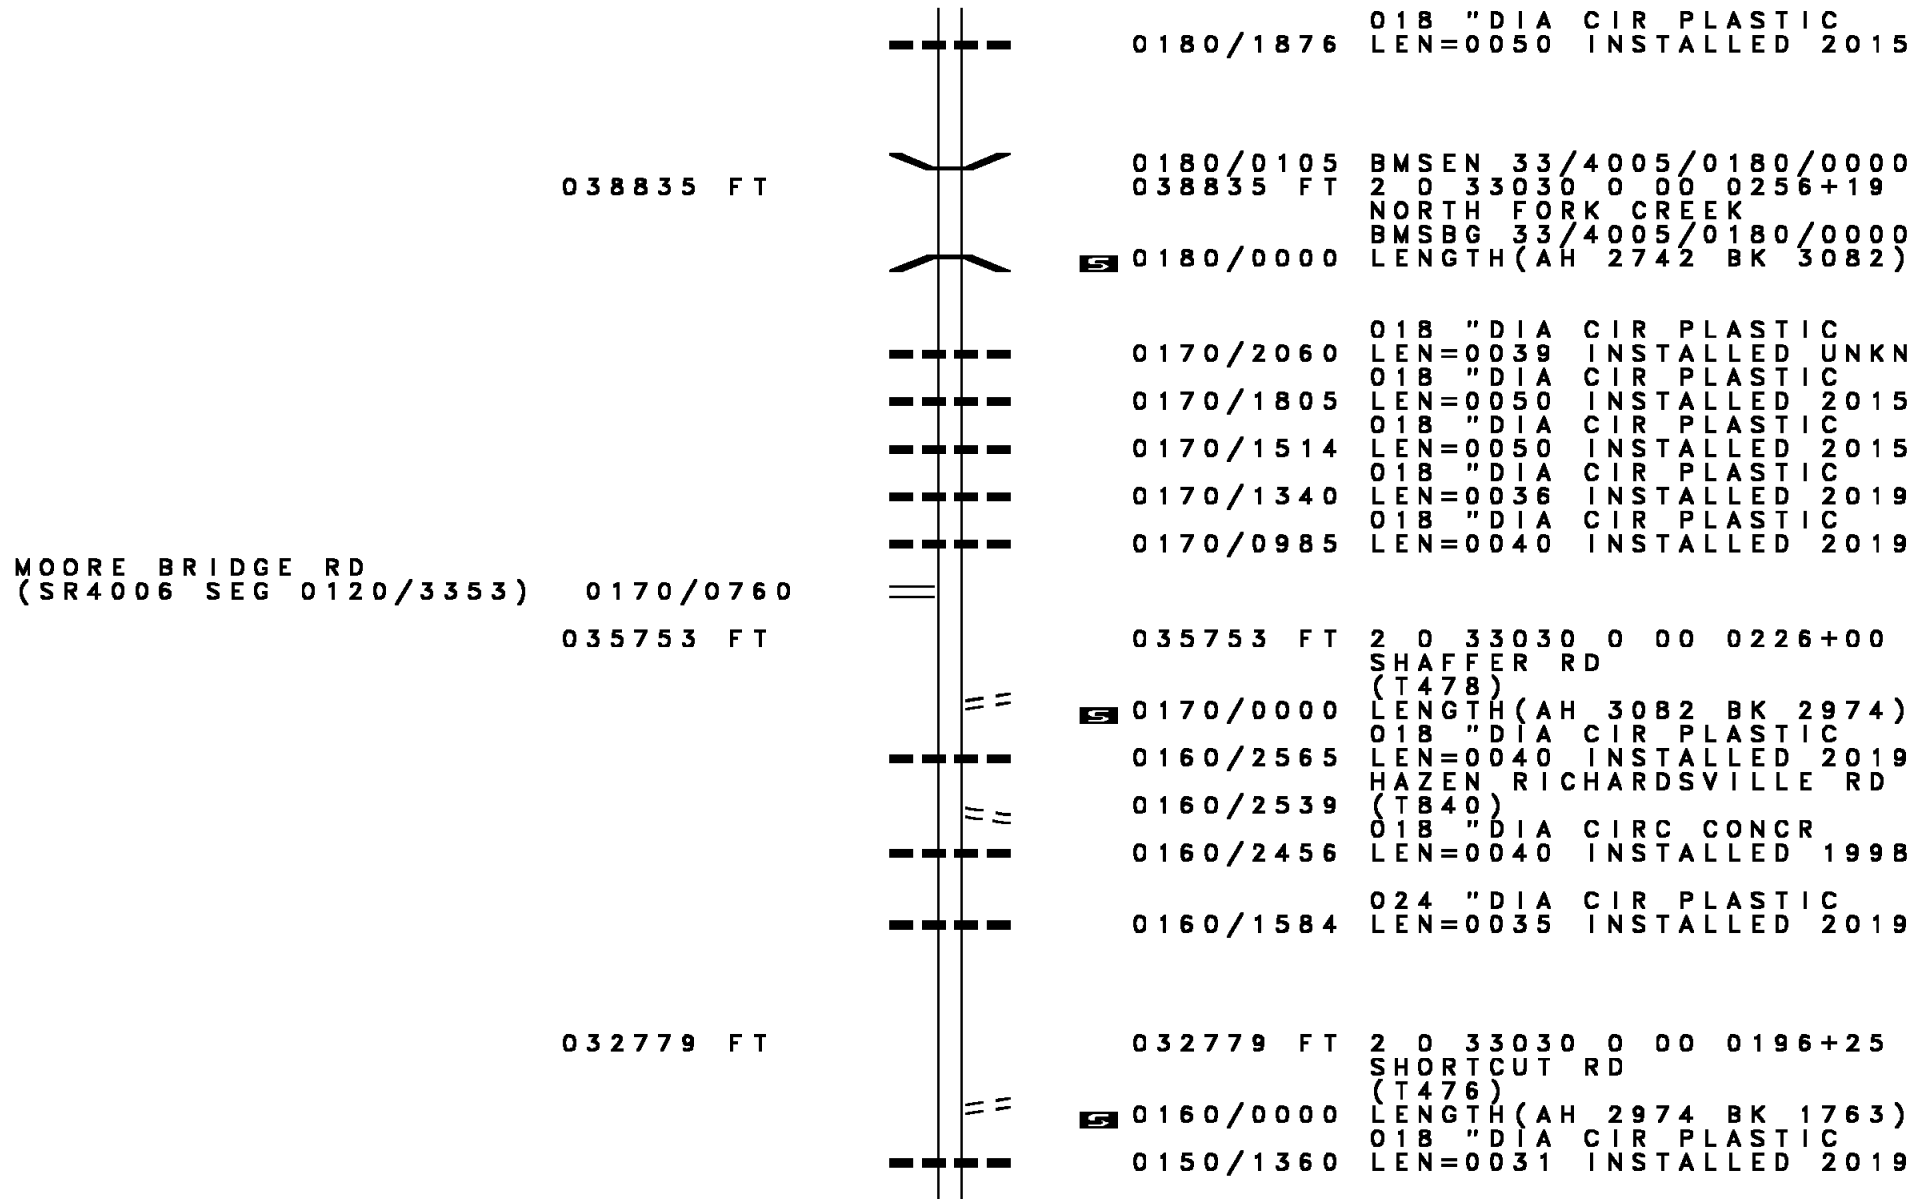 018 "DIA CIR PLASTIC
0180/1876 LEN=0050 INSTALLED 2015
0180/0105 BMSEN 33/4005/0180/0000
038835 FT 038835 FT 2 0 33030 0 00 0256+19
NORTH FORK CREEK
BMSBG 33/4005/0180/0000
S 0180/0000 LENGTH(AH 2742 BK 3082)
018 "DIA CIR PLASTIC
0170/2060 LEN=0039 INSTALLED UNKN
018 "DIA CIR PLASTIC
0170/1805 LEN=0050 INSTALLED 2015
018 "DIA CIR PLASTIC
0170/1514 LEN=0050 INSTALLED 2015
018 "DIA CIR PLASTIC
0170/1340 LEN=0036 INSTALLED 2019
018 "DIA CIR PLASTIC
0170/0985 LEN=0040 INSTALLED 2019
MOORE BRIDGE RD
(SR4006 SEG 0120/3353) 0170/0760
035753 FT 035753 FT 2 0 33030 0 00 0226+00
SHAFFER RD
(T478)
S 0170/0000 LENGTH(AH 3082 BK 2974)
018 "DIA CIR PLASTIC
0160/2565 LEN=0040 INSTALLED 2019
HAZEN RICHARDSVILLE RD
0160/2539 (T840)
018 "DIA CIRC CONCR
0160/2456 LEN=0040 INSTALLED 1998
024 "DIA CIR PLASTIC
0160/1584 LEN=0035 INSTALLED 2019
032779 FT 032779 FT 2 0 33030 0 00 0196+25
SHORTCUT RD
(T476)
S 0160/0000 LENGTH(AH 2974 BK 1763)
018 "DIA CIR PLASTIC
0150/1360 LEN=0031 INSTALLED 2019